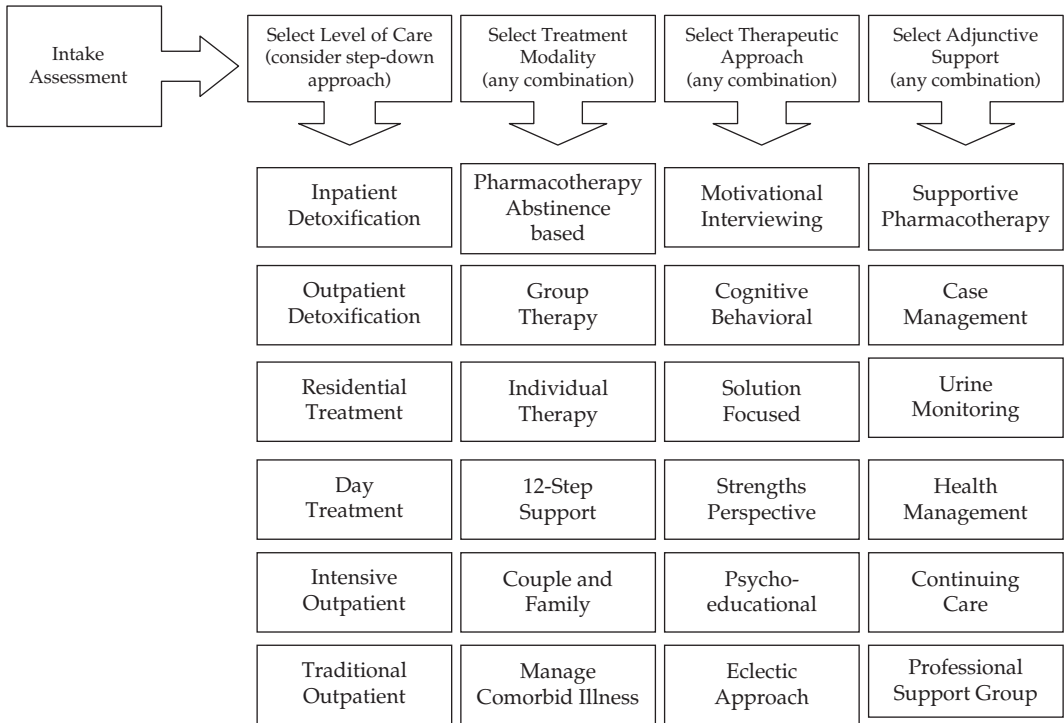 Intake
Assessment
Select Level of Care
(consider step-down
approach)
Select Treatment
Modality
(any combination)
Select Therapeutic
Approach
(any combination)
Select Adjunctive
Support
(any combination)
Inpatient
Detoxification
Pharmacotherapy
Abstinence
based
Motivational
Interviewing
Supportive
Pharmacotherapy
Outpatient
Detoxification
Group
Therapy
Cognitive
Behavioral
Case
Management
Residential
Treatment
Individual
Therapy
Solution
Focused
Urine
Monitoring
Day
Treatment
12-Step
Support
Strengths
Perspective
Health
Management
Intensive
Outpatient
Couple and
Family
Psycho-
educational
Continuing
Care
Traditional
Outpatient
Manage
Comorbid Illness
Eclectic
Approach
Professional
Support Group